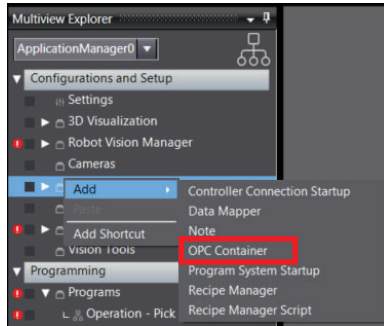 Multiview Explorer
ApplicationManager0
Configurations and Setup
Settings
3D Visualization
Robot Vision Manager
Cameras
Add
Controller Connection Startup
Paste
Data Mapper
Add Shortcut
Note
Vision Tools
OPC Container
Programming
Program System Startup
Programs
Recipe Manager
Operation - Pick
Recipe Manager Script